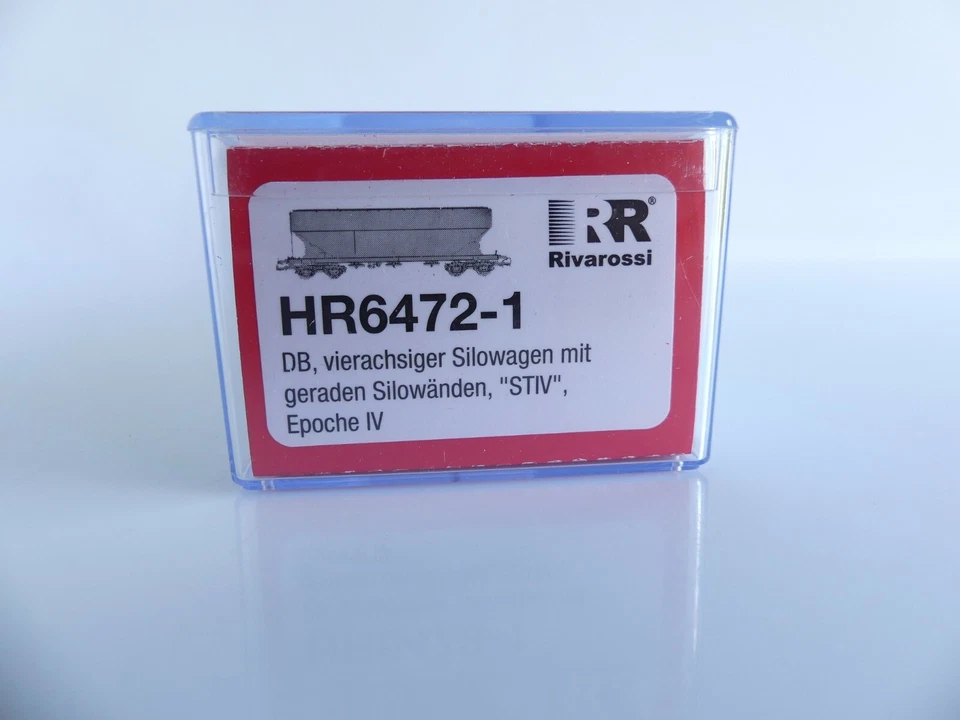 RR®
Rivarossi
HR6472-1
DB, vierachsiger Silowagen mit
geraden Silowänden, "STIV",
Epoche IV